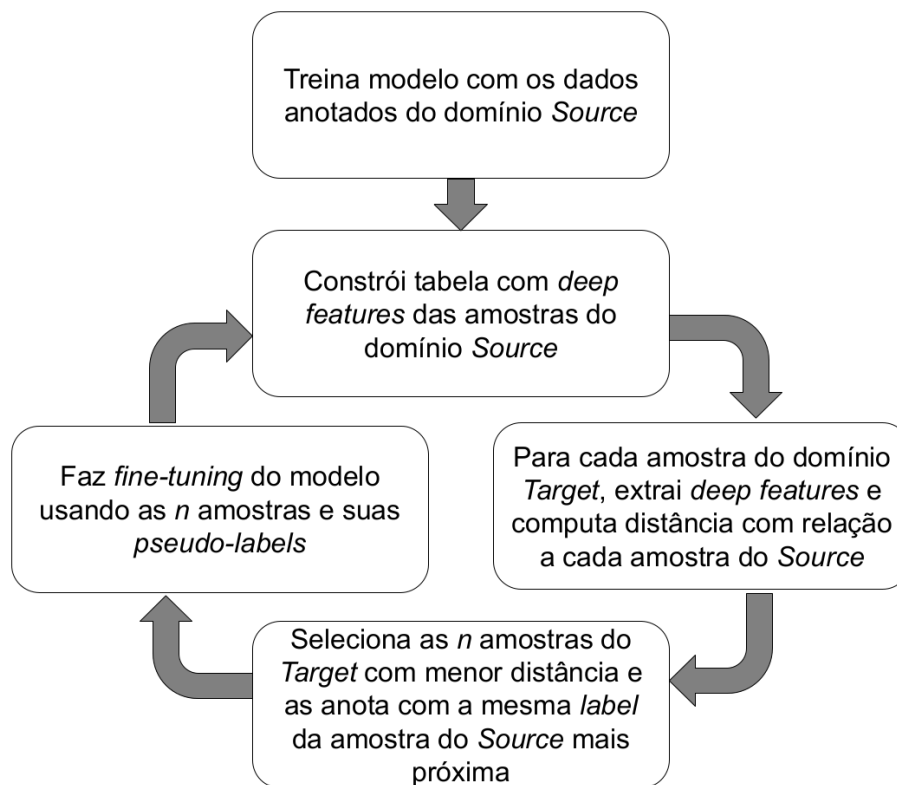 Treina modelo com os dados
anotados do domínio Source
Constrói tabela com deep
features das amostras do
domínio Source
Faz fine-tuning do modelo
usando as n amostras e suas
pseudo-labels
Para cada amostra do domínio
Target, extrai deep features e
computa distância com relação
a cada amostra do Source
Seleciona as n amostras do
Target com menor distância e
as anota com a mesma label
da amostra do Source mais
próxima